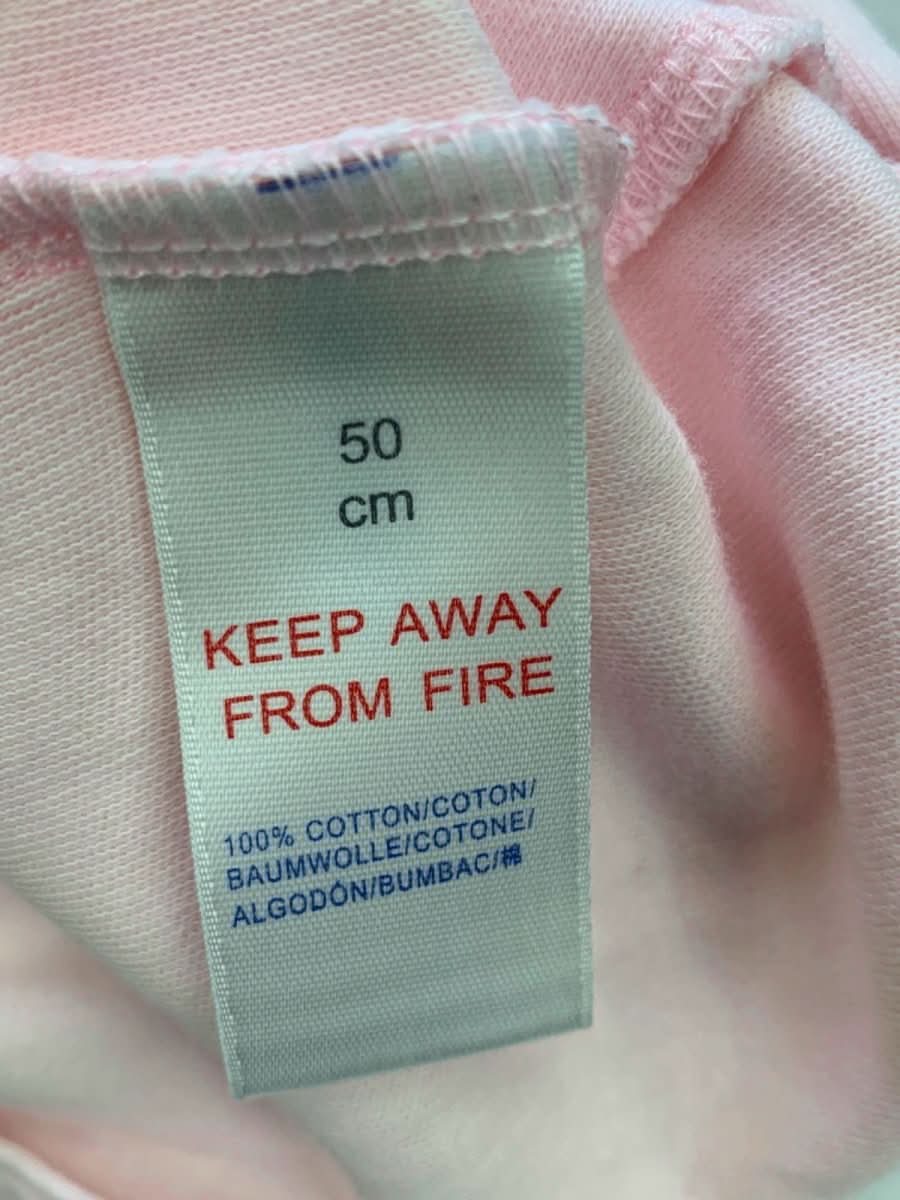 50
cm
KEEP AWAY
FROM FIRE
100% COTTON/COTON/
BAUMWOLLE/COTONE/
ALGODÓN/BUMBAC/棉